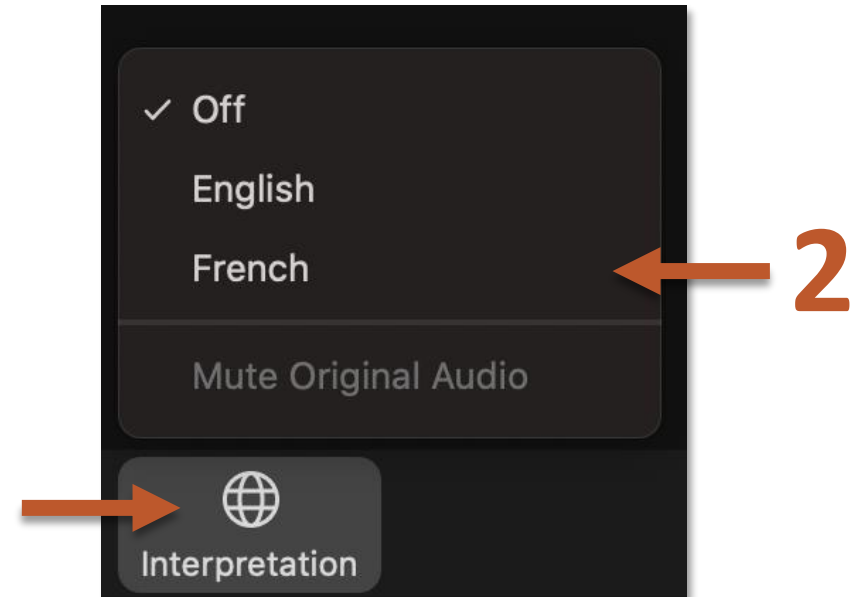 Off
English
French
2
Mute Original Audio
Interpretation